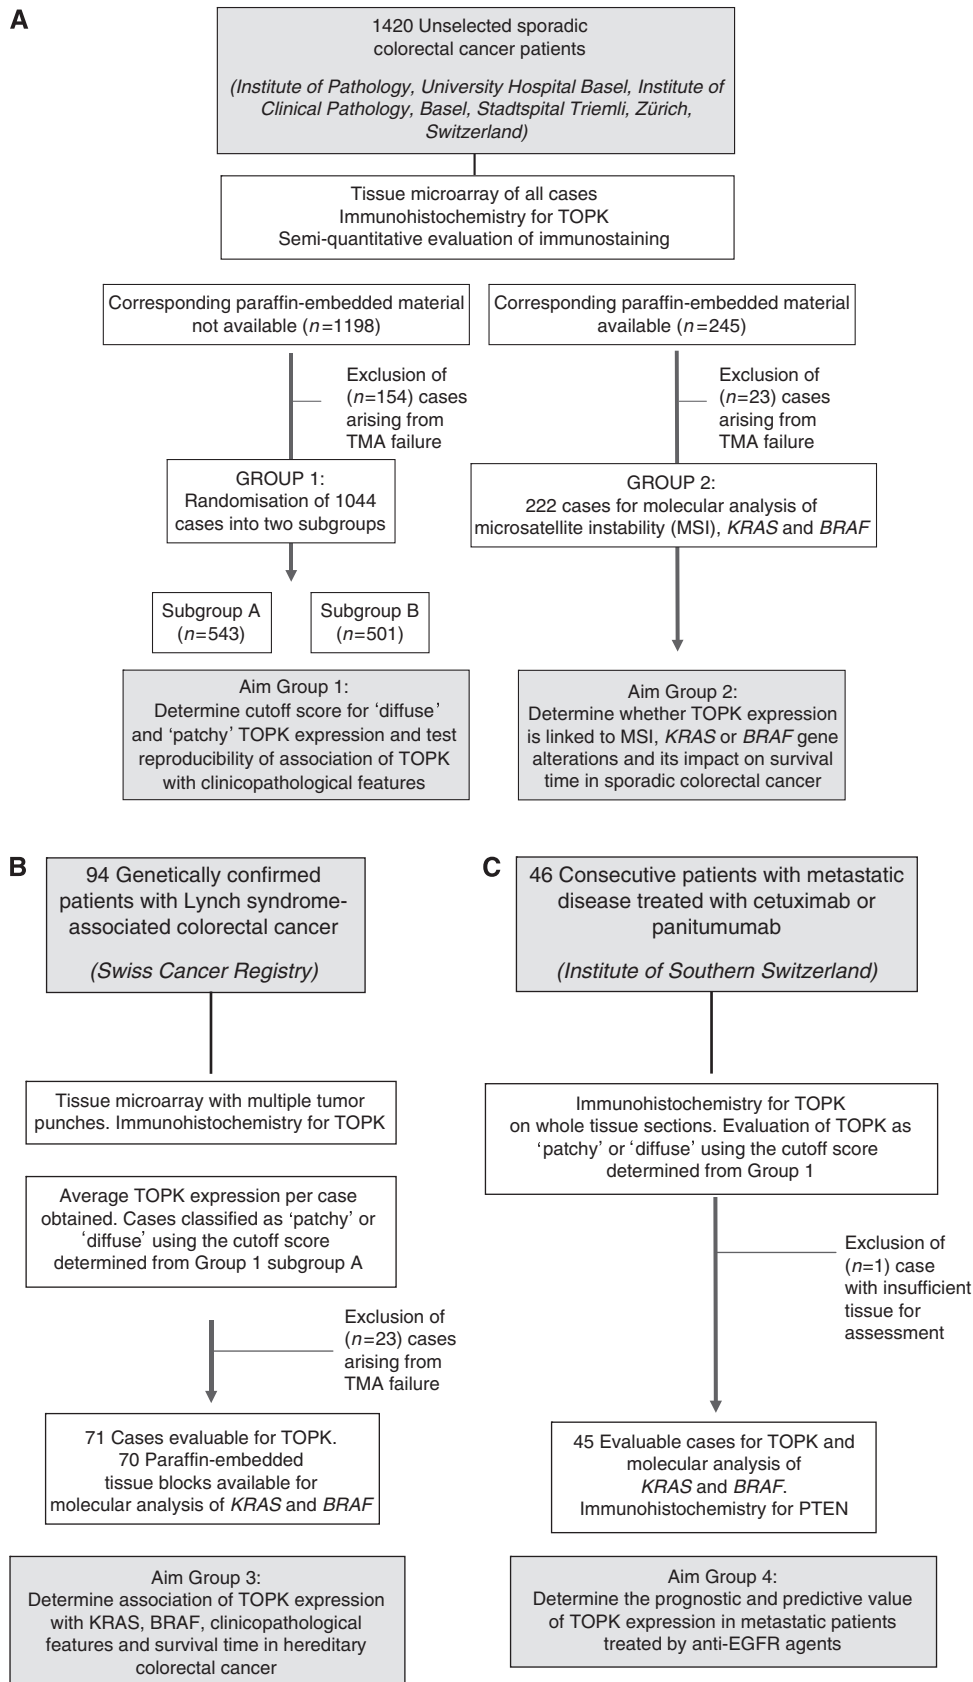 A
1420 Unselected sporadic
colorectal cancer patients
(Institute of Pathology, University Hospital Basel, Institute of
Clinical Pathology, Basel, Stadtspital Triemli, Zürich,
Switzerland)
Tissue microarray of all cases
Immunohistochemistry for TOPK
Semi-quantitative evaluation of immunostaining
Corresponding paraffin-embedded material
not available (n=1198)
Corresponding paraffin-embedded material
available (n=245)
Exclusion of
(n=154) cases
arising from
TMA failure
Exclusion of
(n=23) cases
arising from
TMA failure
GROUP 1:
Randomisation of 1044
cases into two subgroups
GROUP 2:
222 cases for molecular analysis of
microsatellite instability (MSI), KRAS and BRAF
Subgroup A
(n=543)
Subgroup B
(n=501)
Aim Group 1:
Determine cutoff score for ‘diffuse’
and ‘patchy’ TOPK expression and test
reproducibility of association of TOPK
with clinicopathological features
Aim Group 2:
Determine whether TOPK expression
is linked to MSI, KRAS or BRAF gene
alterations and its impact on survival
time in sporadic colorectal cancer
B
94 Genetically confirmed
patients with Lynch syndrome-
associated colorectal cancer
(Swiss Cancer Registry)
Tissue microarray with multiple tumor
punches. Immunohistochemistry for TOPK
Average TOPK expression per case
obtained. Cases classified as ‘patchy’ or
‘diffuse’ using the cutoff score
determined from Group 1 subgroup A
Exclusion of
(n=23) cases
arising from
TMA failure
71 Cases evaluable for TOPK.
70 Paraffin-embedded
tissue blocks available for
molecular analysis of KRAS and BRAF
Aim Group 3:
Determine association of TOPK expression
with KRAS, BRAF, clinicopathological
features and survival time in hereditary
colorectal cancer
C
46 Consecutive patients with metastatic
disease treated with cetuximab or
panitumumab
(Institute of Southern Switzerland)
Immunohistochemistry for TOPK
on whole tissue sections. Evaluation of TOPK as
‘patchy’ or ‘diffuse’ using the cutoff score
determined from Group 1
Exclusion of
(n=1) case
with insufficient
tissue for
assessment
45 Evaluable cases for TOPK and
molecular analysis of
KRAS and BRAF.
Immunohistochemistry for PTEN
Aim Group 4:
Determine the prognostic and predictive value
of TOPK expression in metastatic patients
treated by anti-EGFR agents